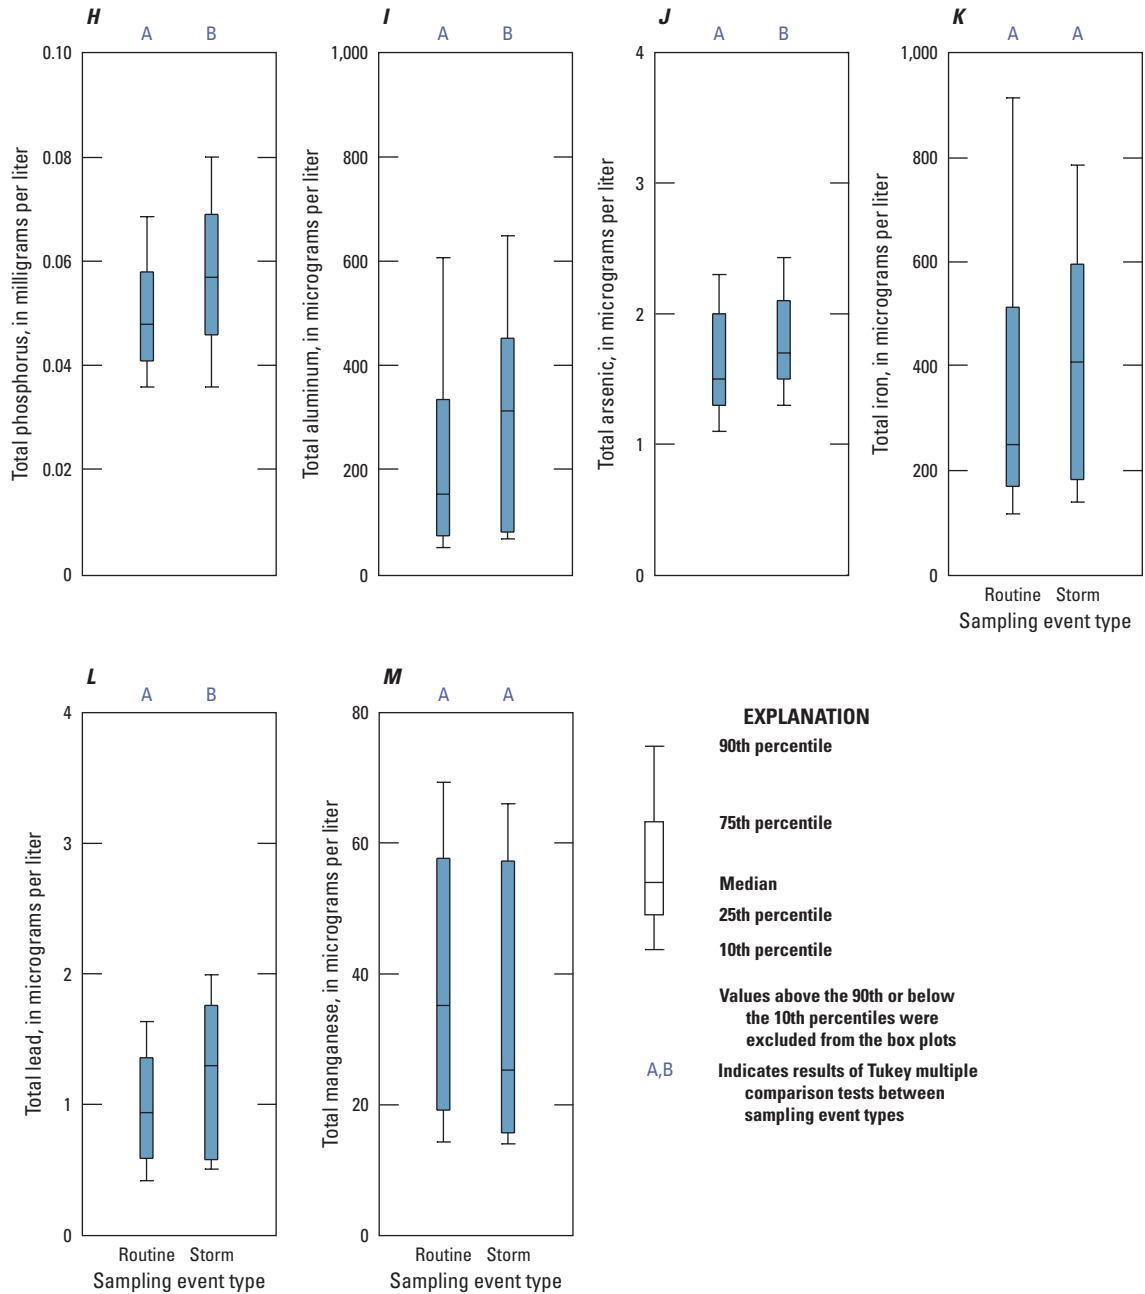 H
A B
0.10
0.08
0.06
0.04
0.02
0
Total phosphorus, in milligrams per liter
I
A B
1,000
800
600
400
200
0
Total aluminum, in micrograms per liter
J
A B
4
3
2
1
0
Total arsenic, in micrograms per liter
K
A A
1,000
800
600
400
200
0
Total iron, in micrograms per liter
Routine Storm
Sampling event type
L
A B
4
3
2
1
0
Total lead, in micrograms per liter
Routine Storm
Sampling event type
M
A A
80
60
40
20
0
Total manganese, in micrograms per liter
Routine Storm
Sampling event type
EXPLANATION
90th percentile
75th percentile
Median
25th percentile
10th percentile
Values above the 90th or below
the 10th percentiles were
excluded from the box plots
A,B Indicates results of Tukey multiple
comparison tests between
sampling event types